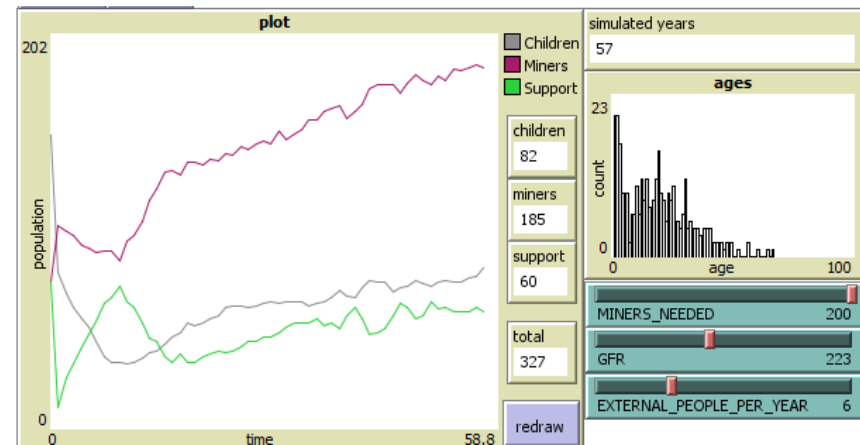 plot
202
population
0
0
time
58.8
Children
Miners
Support
children
82
miners
185
support
60
total
327
redraw
simulated years
57
ages
23
count
0
0
age
100
MINERS_NEEDED 200
GFR 223
EXTERNAL_PEOPLE_PER_YEAR 6